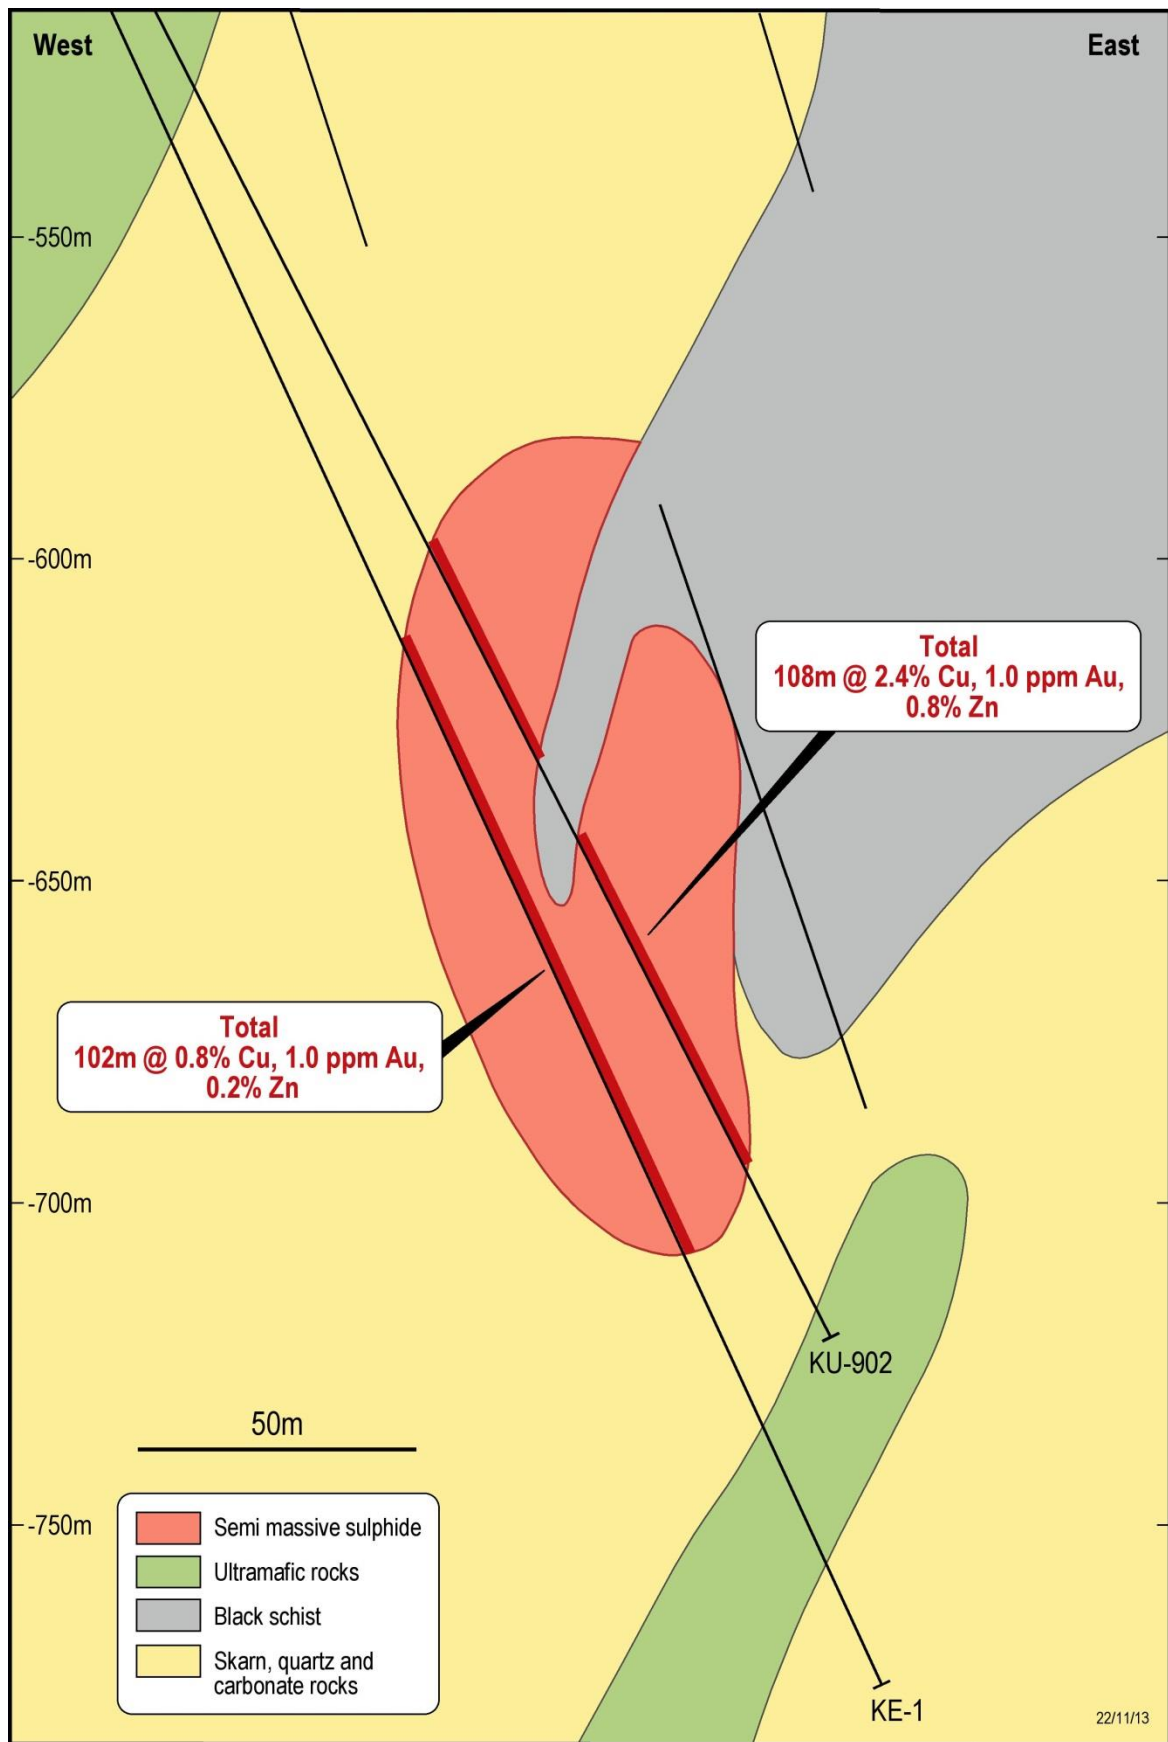 West
East
-550m
-600m
Total
108m @ 2.4% Cu, 1.0 ppm Au,
0.8% Zn
-650m
Total
102m @ 0.8% Cu, 1.0 ppm Au,
0.2% Zn
-700m
KU-902
50m
-750m
Semi massive sulphide
Ultramafic rocks
Black schist
Skarn, quartz and
carbonate rocks
KE-1
22/11/13